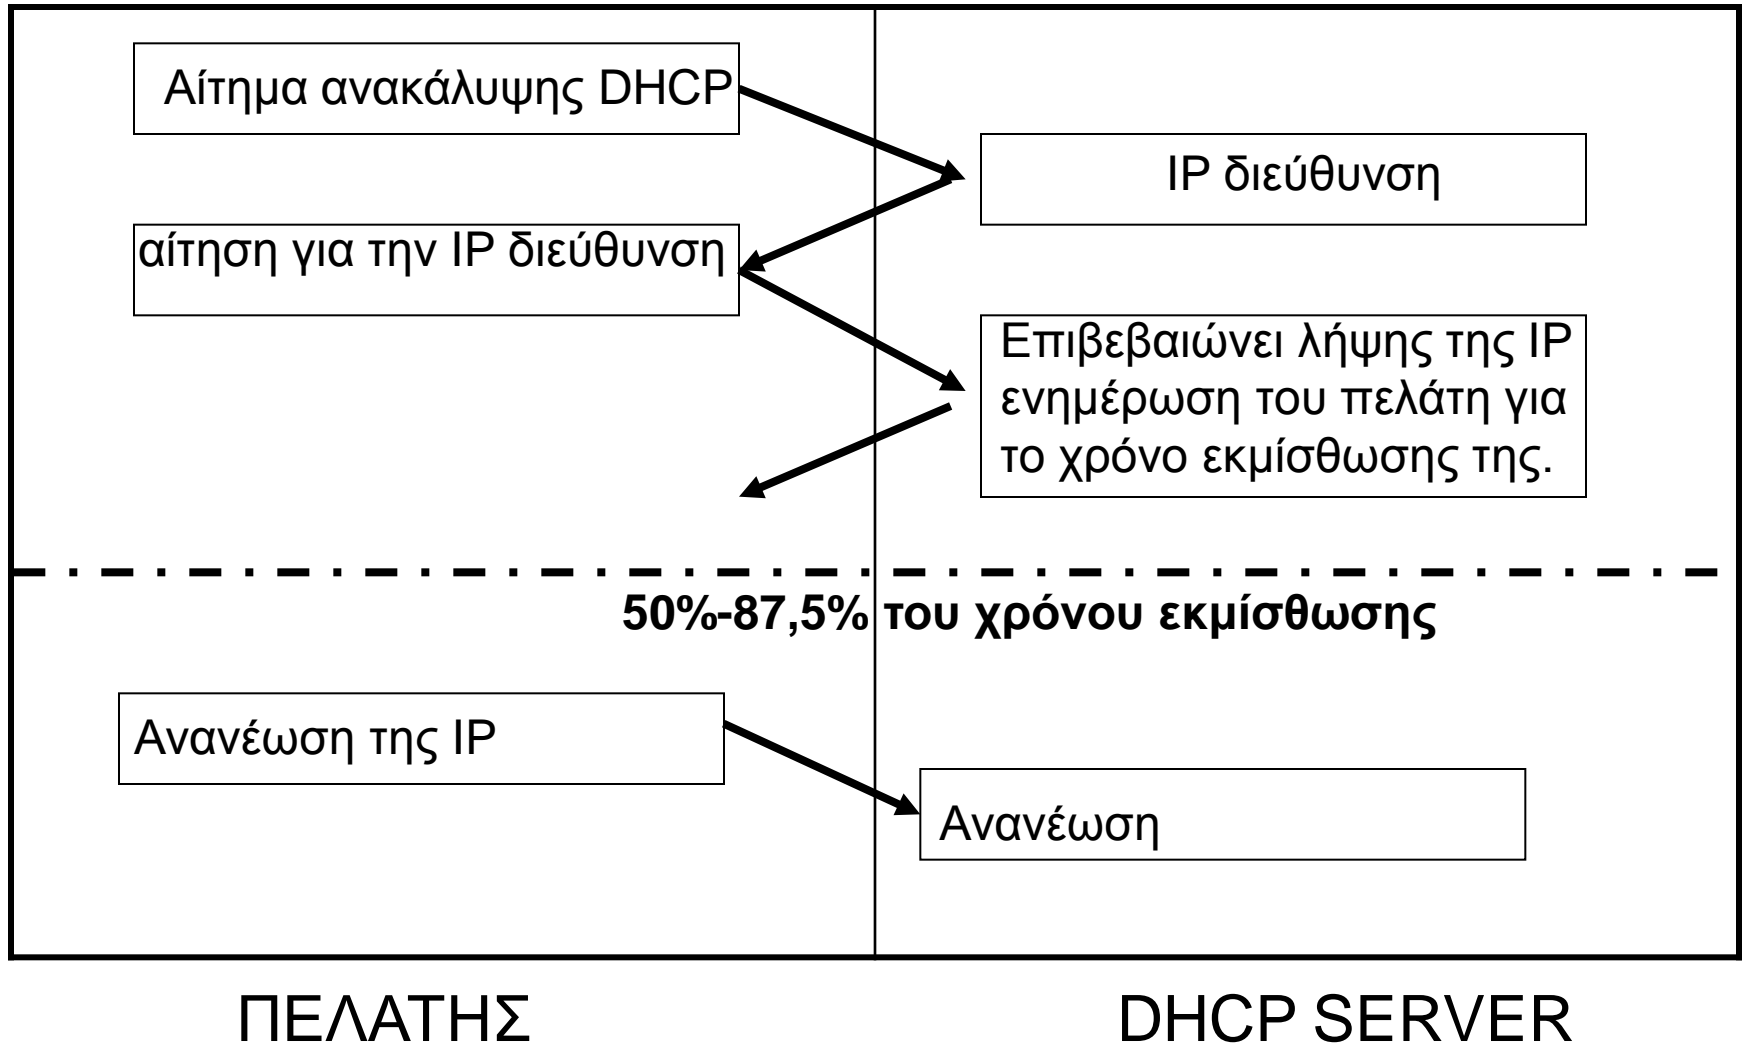 Αίτημα ανακάλυψης DHCP
IP διεύθυνση
αίτηση για την IP διεύθυνση
Επιβεβαιώνει λήψης της IP
ενημέρωση του πελάτη για
το χρόνο εκμίσθωσης της.
50%-87,5% του χρόνου εκμίσθωσης
Ανανέωση της IP
Ανανέωση
ΠΕΛΑΤΗΣ
DHCP SERVER